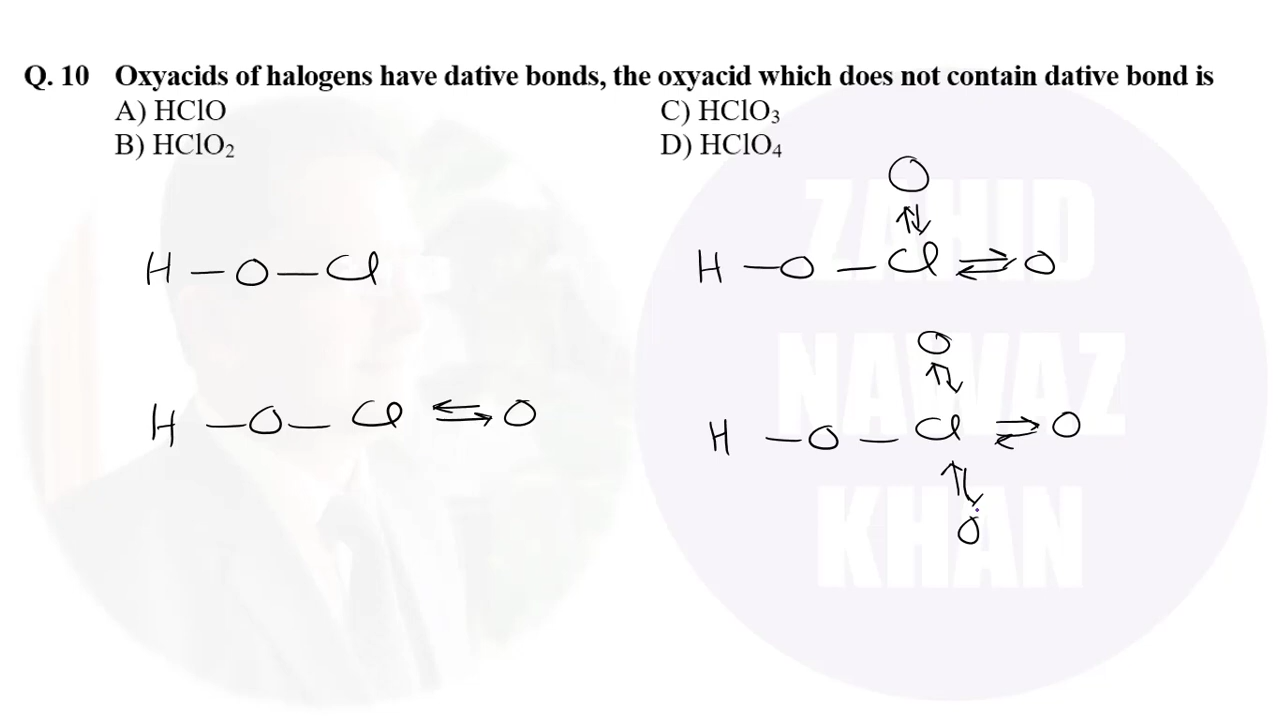 Q. 10 Oxyacids of halogens have dative bonds, the oxyacid which does not contain dative bond is
A) HClO
C) HClO₃
B) HClO₂
D) HClO₄
O
⇅
H – O – Cl
H – O – Cl ⇌ O
O
⇅
H – O – Cl ⇆ O
H – O – Cl ⇌ O
⇅
O
ZAHID
NAWAZ
KHAN